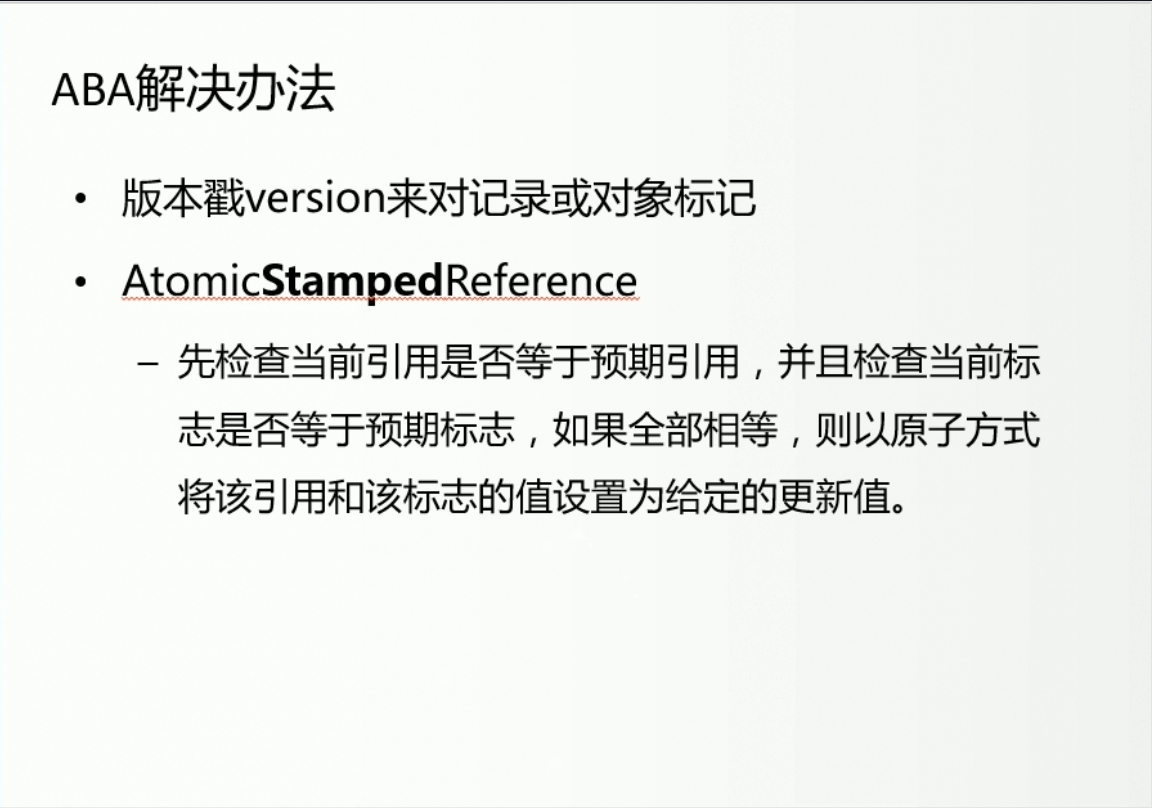 ABA解决办法
• 版本戳version来对记录或对象标记
• AtomicStampedReference
– 先检查当前引用是否等于预期引用，并且检查当前标
志是否等于预期标志，如果全部相等，则以原子方式
将该引用和该标志的值设置为给定的更新值。